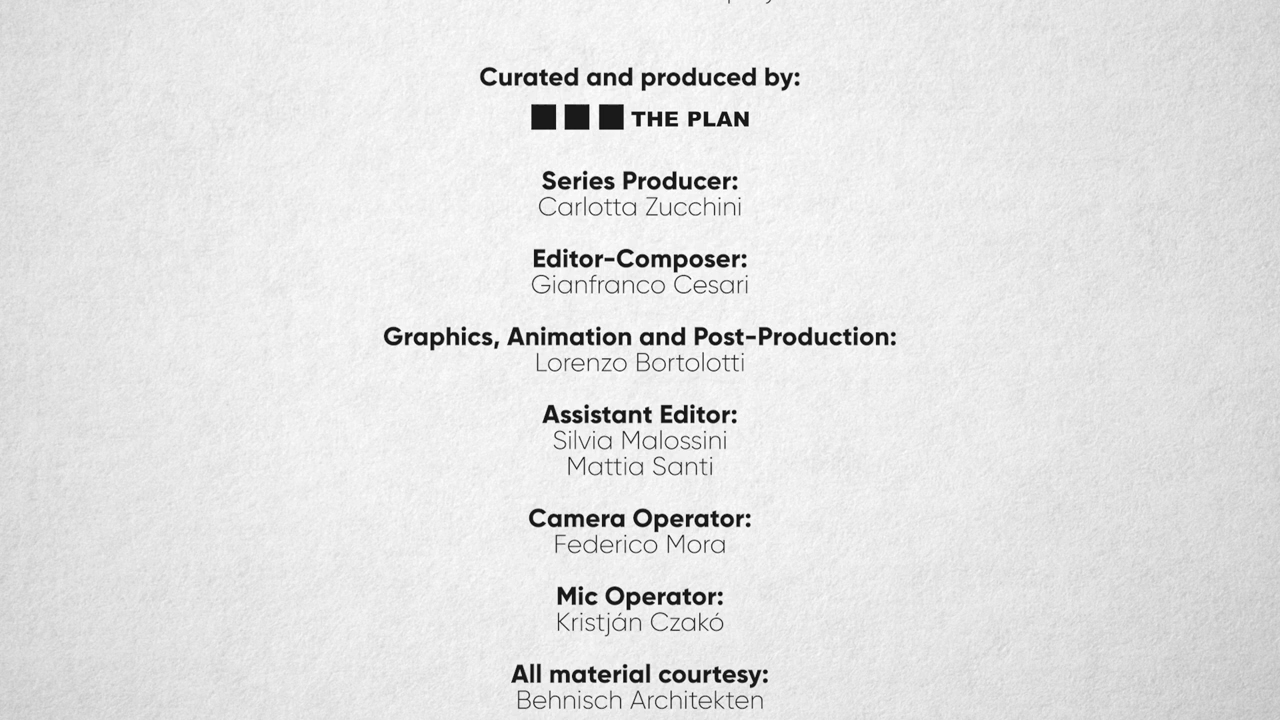 Curated and produced by:
THE PLAN
Series Producer:
Carlotta Zucchini
Editor-Composer:
Gianfranco Cesari
Graphics, Animation and Post-Production:
Lorenzo Bortolotti
Assistant Editor:
Silvia Malossini
Mattia Santi
Camera Operator:
Federico Mora
Mic Operator:
Kristján Czakó
All material courtesy:
Behnisch Architekten